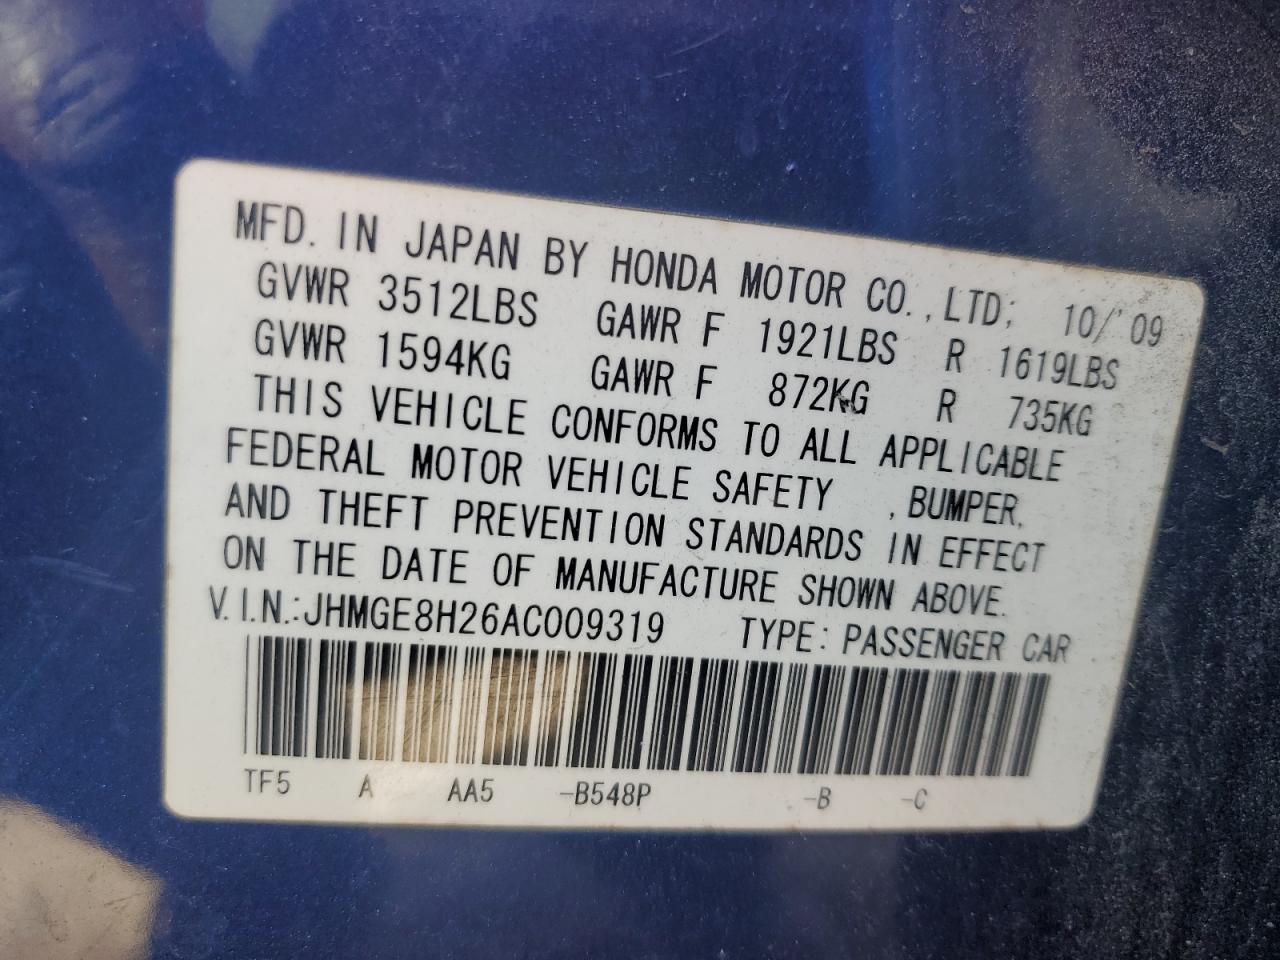 MFD. IN JAPAN BY HONDA MOTOR CO., LTD; 10/'09
GVWR 3512LBS GAWR F 1921LBS R 1619LBS
GVWR 1594KG GAWR F 872KG R 735KG
THIS VEHICLE CONFORMS TO ALL APPLICABLE
FEDERAL MOTOR VEHICLE SAFETY , BUMPER,
AND THEFT PREVENTION STANDARDS IN EFFECT
ON THE DATE OF MANUFACTURE SHOWN ABOVE.
V.I.N.:JHMGE8H26AC009319 TYPE: PASSENGER CAR
TF5 A AA5 -B548P -B -C